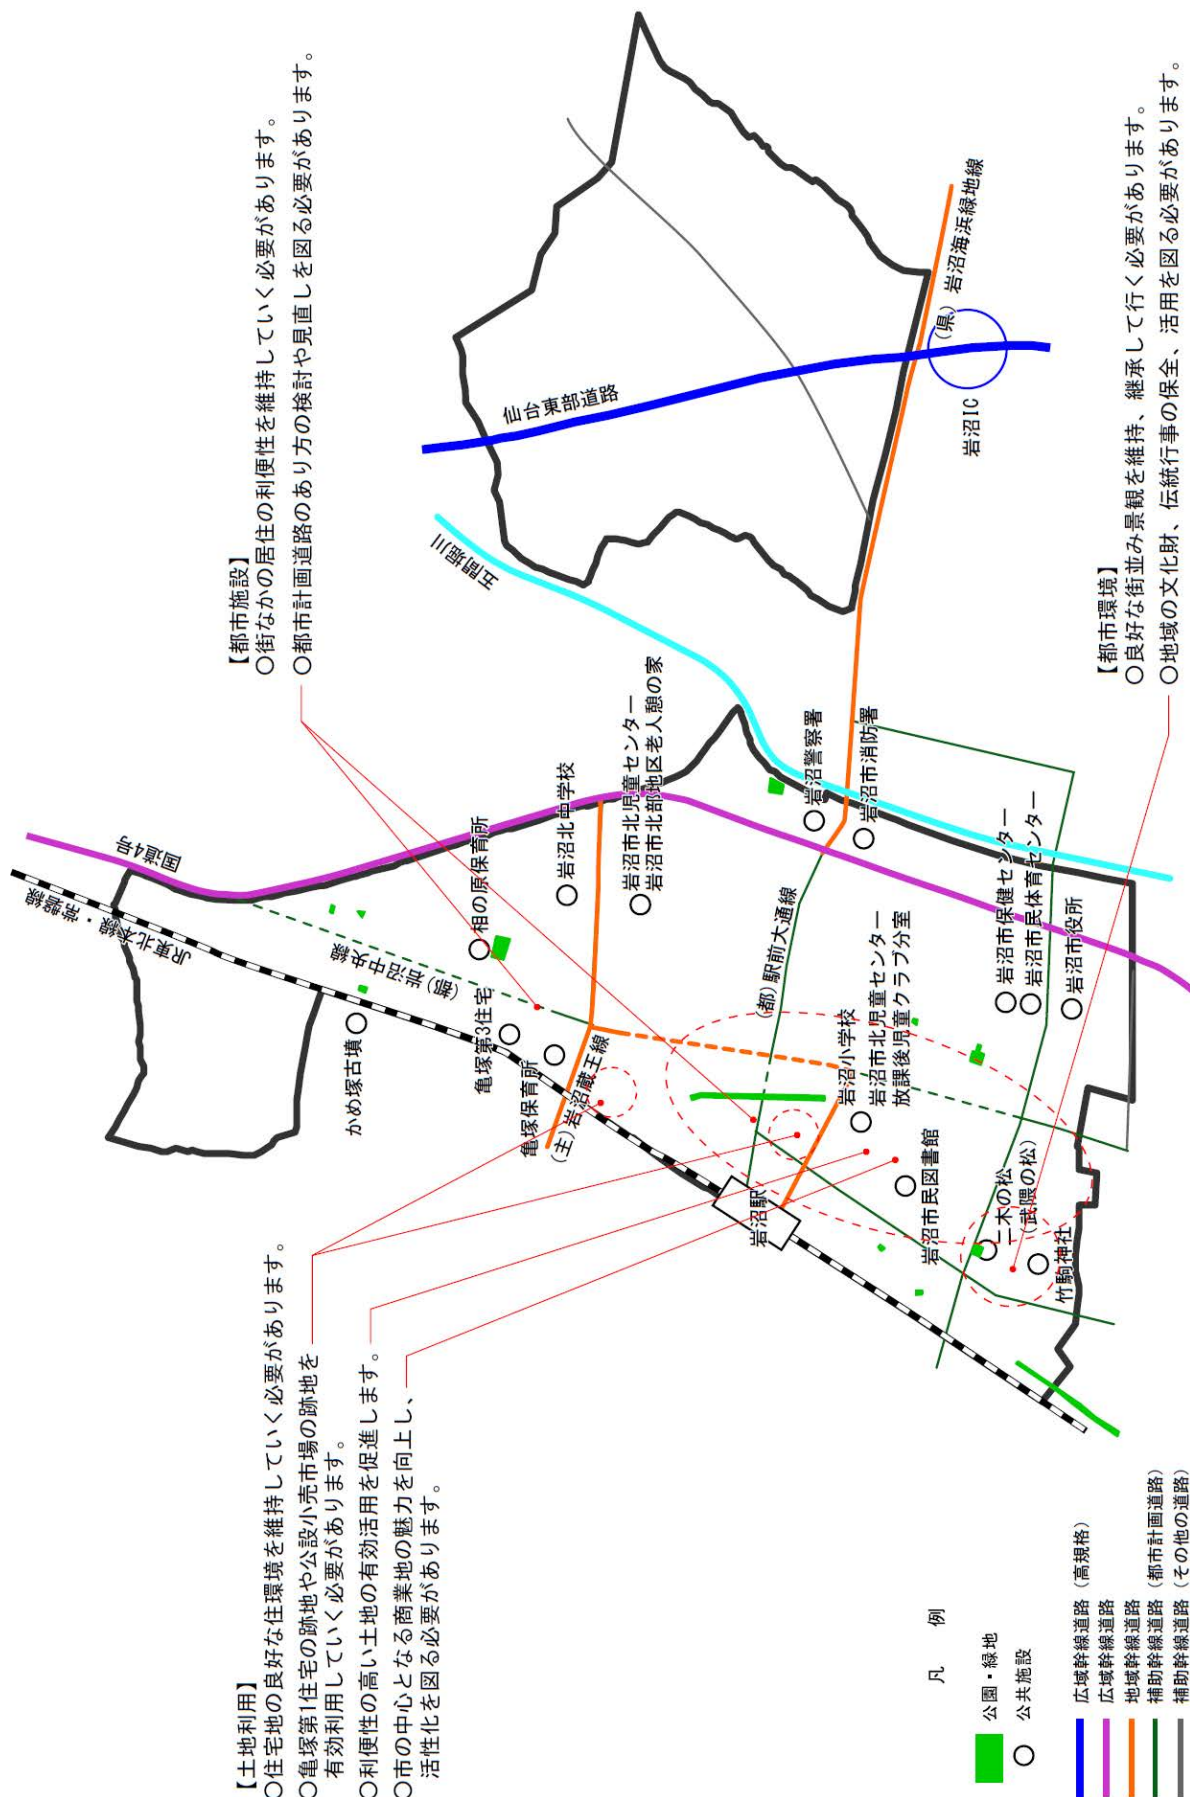 【都市施設】
○街なかの居住の利便性を維持していく必要があります。
○都市計画道路のあり方の検討や見直しを図る必要があります。
【土地利用】
○住宅地の良好な住環境を維持していく必要があります。
○亀塚第1住宅の跡地や公設小売市場の跡地を
有効利用していく必要があります。
○利便性の高い土地の有効活用を促進します。
○市の中心となる商業地の魅力を向上し、
活性化を図る必要があります。
【都市環境】
○良好な街並み景観を維持、継承して行く必要があります。
○地域の文化財、伝統行事の保全、活用を図る必要があります。
JR東北本線・常磐線
国道4号
(都)岩沼中央線
かめ塚古墳
相の原保育所
亀塚第3住宅
亀塚保育所
(主)岩沼蔵王線
岩沼北中学校
岩沼市北児童センター
岩沼市北部地区老人憩の家
五間堀川
仙台東部道路
(県)岩沼海浜緑地線
岩沼IC
岩沼警察署
岩沼市消防署
(都)駅前大通線
岩沼駅
岩沼小学校
岩沼市北児童センター
放課後児童クラブ分室
岩沼市民図書館
岩沼市保健センター
岩沼市民体育センター
岩沼市役所
二木の松
(武隈の松)
竹駒神社
凡 例
公園・緑地
公共施設
広域幹線道路(高規格)
広域幹線道路
地域幹線道路
補助幹線道路(都市計画道路)
補助幹線道路(その他の道路)